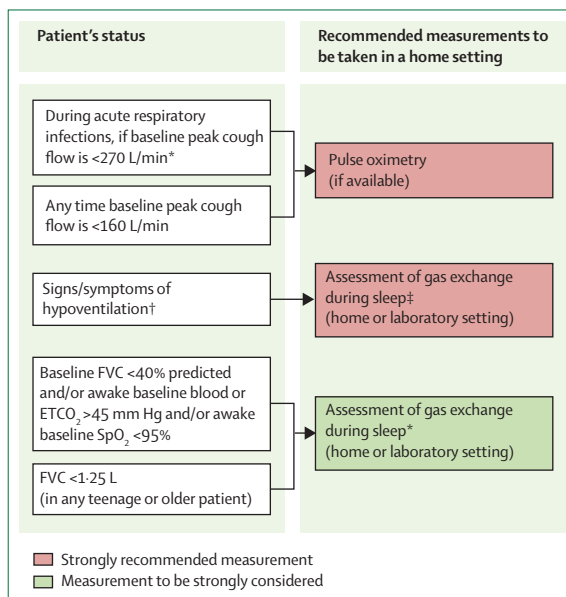 Patient's status
Recommended measurements to
be taken in a home setting
During acute respiratory
infections, if baseline peak cough
flow is <270 L/min*
Any time baseline peak cough
flow is <160 L/min
Pulse oximetry
(if available)
Signs/symptoms of
hypoventilation†
Assessment of gas exchange
during sleep‡
(home or laboratory setting)
Baseline FVC <40% predicted
and/or awake baseline blood or
ETCO₂ >45 mm Hg and/or awake
baseline SpO₂ <95%
FVC <1·25 L
(in any teenage or older patient)
Assessment of gas exchange
during sleep*
(home or laboratory setting)
Strongly recommended measurement
Measurement to be strongly considered